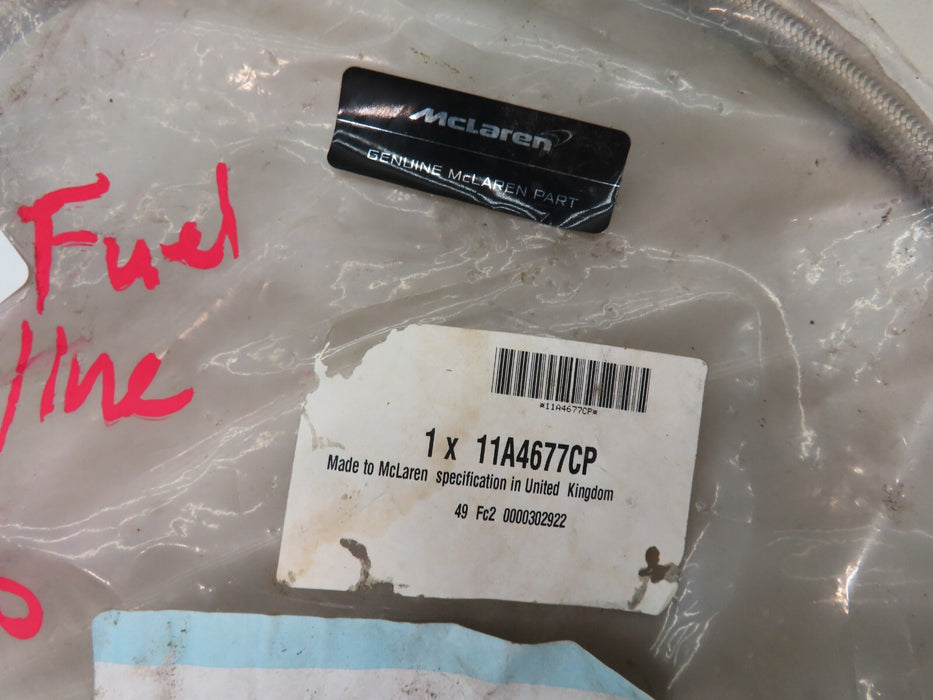 McLaren
GENUINE McLAREN PART
Fuel
line
*11A4677CP*
1 x 11A4677CP
Made to McLaren specification in United Kingdom
49 Fc2 0000302922